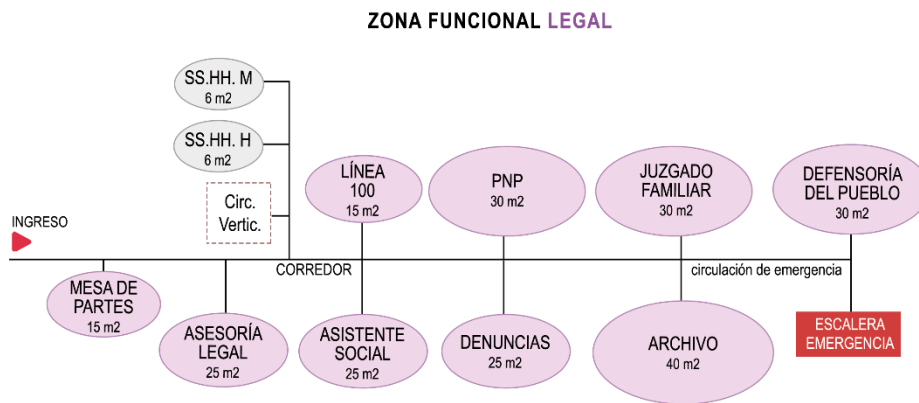 ZONA FUNCIONAL LEGAL
SS.HH. M
6 m2
SS.HH. H
6 m2
Circ.
Vertic.
LÍNEA
100
15 m2
PNP
30 m2
JUZGADO
FAMILIAR
30 m2
DEFENSORÍA
DEL PUEBLO
30 m2
INGRESO
CORREDOR
circulación de emergencia
MESA DE
PARTES
15 m2
ASESORÍA
LEGAL
25 m2
ASISTENTE
SOCIAL
25 m2
DENUNCIAS
25 m2
ARCHIVO
40 m2
ESCALERA
EMERGENCIA